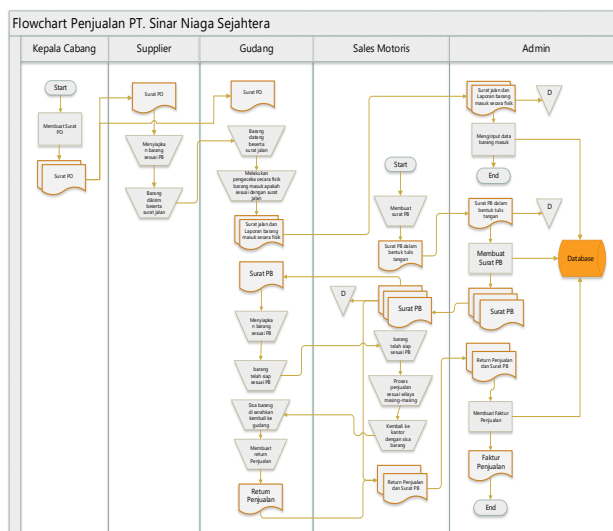 Flowchart Penjualan PT. Sinar Niaga Sejahtera
Kepala Cabang
Supplier
Gudang
Sales Motoris
Admin
Start
Membuat Surat
PO
Surat PO
Surat PO
Menyiapka
n barang
sesuai PB
Barang
dikirim
beserta
surat jalan
Surat PO
Barang
datang
beserta
surat jalan
Melakukan
pengeceka secara fisik
barang masuk apakah
sesuai dengan surat
jalan
Surat jalan dan
Laporan barang
masuk secara fisik
Surat PB
Menyiapka
n barang
sesuai PB
barang
telah siap
sesuai PB
Sisa barang
di serahkan
kembali ke
gudang
Membuat
return
Penjualan
Return
Penjualan
Start
Membuat
surat PB
Surat PB dalam
bentuk tulis
tangan
D
Surat PB
barang
telah siap
sesuai PB
Proses
penjualan
sesuai wilaya
masing-masing
Kembali ke
kantor
dengan sisa
barang
Return Penjualan
dan Surat PB
Surat jalan dan
Laporan barang
masuk secara fisik
D
Menginput data
barang masuk
End
Surat PB dalam
bentuk tulis
tangan
D
Membuat
Surat PB
Database
Surat PB
Return Penjualan
dan Surat PB
Membuat Faktur
Penjualan
Faktur
Penjualan
End